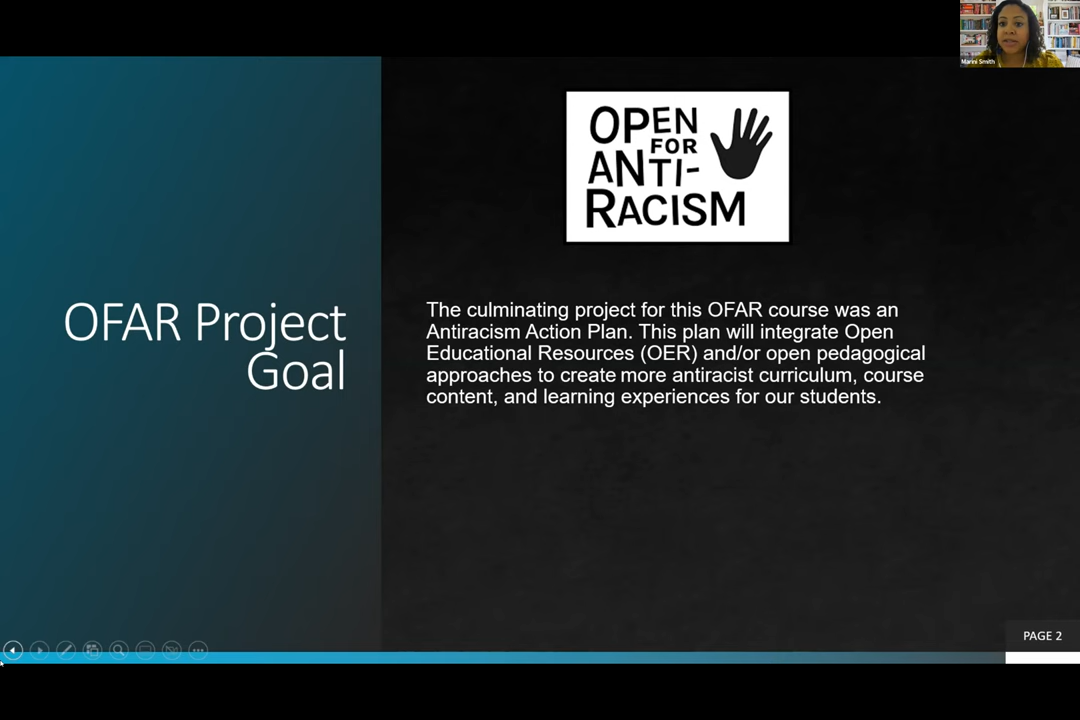 Marini Smith
OPEN
FOR
ANTI-
RACISM
OFAR Project
Goal
The culminating project for this OFAR course was an
Antiracism Action Plan. This plan will integrate Open
Educational Resources (OER) and/or open pedagogical
approaches to create more antiracist curriculum, course
content, and learning experiences for our students.
PAGE 2